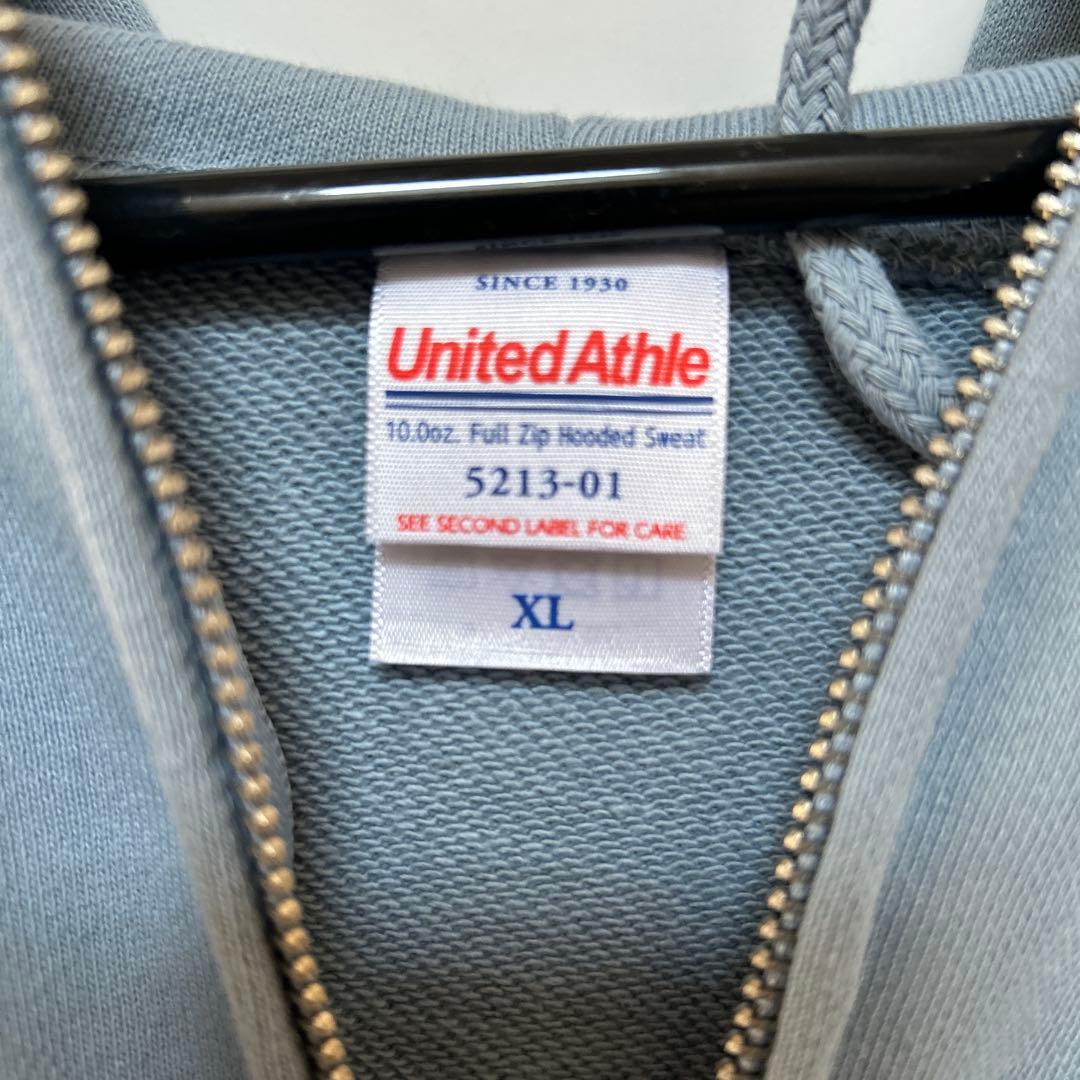 SINCE 1930
United Athle
10.0oz. Full Zip Hooded Sweat
5213-01
SEE SECOND LABEL FOR CARE
XL